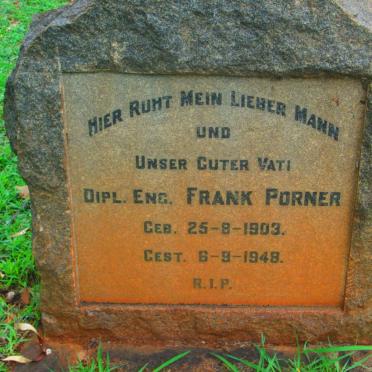 HIER RUHT MEIN LIEBER MANN
UND
UNSER GUTER VATI
DIPL. ENG. FRANK PORNER
GEB. 25-8-1903.
GEST. 6-9-1948.
R.I.P.